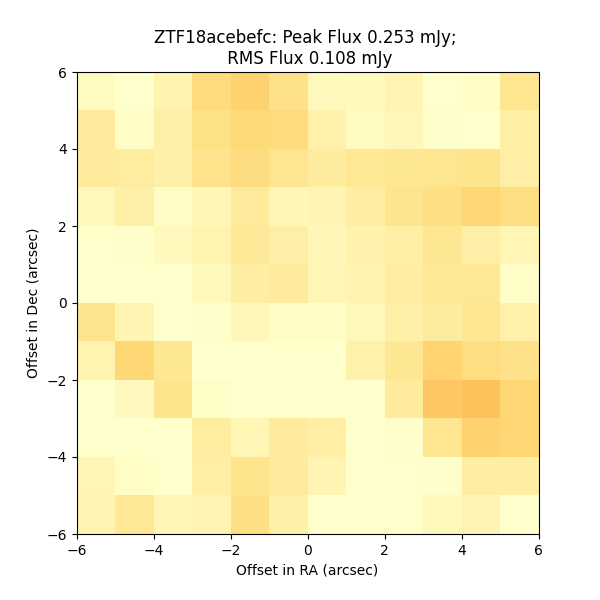 ZTF18acebefc: Peak Flux 0.253 mJy;
RMS Flux 0.108 mJy
6
4
2
0
−2
−4
−6
Offset in Dec (arcsec)
−6 −4 −2 0 2 4 6
Offset in RA (arcsec)